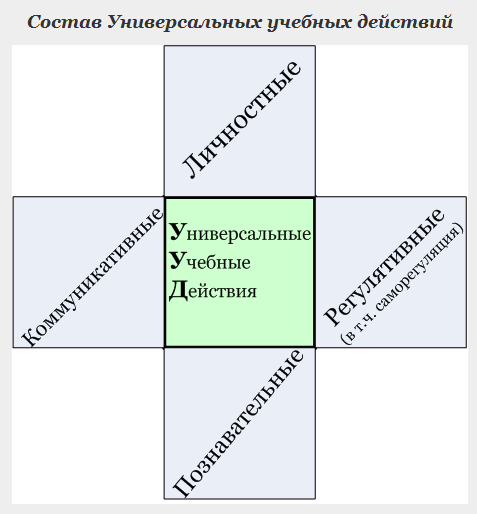 Состав Универсальных учебных действий
Личностные
Коммуникативные
Универсальные
Учебные
Действия
Регулятивные
(в т.ч. саморегуляция)
Познавательные